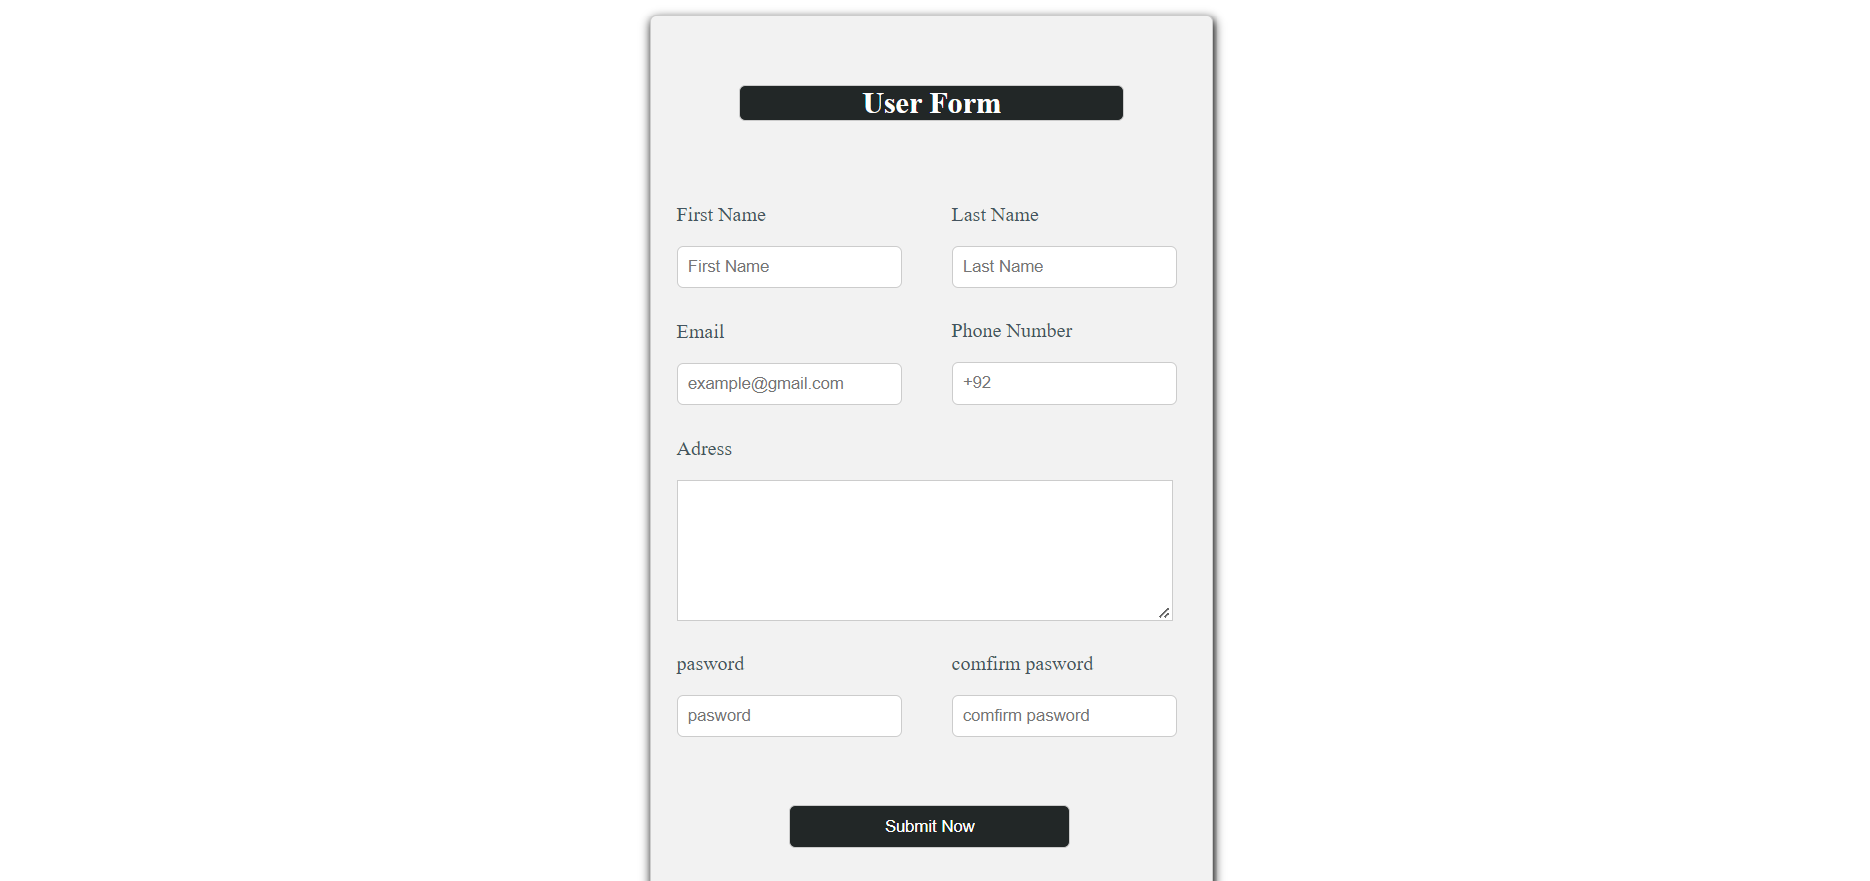 User Form
First Name
Last Name
First Name
Last Name
Email
Phone Number
example@gmail.com
+92
Adress
pasword
comfirm pasword
pasword
comfirm pasword
Submit Now